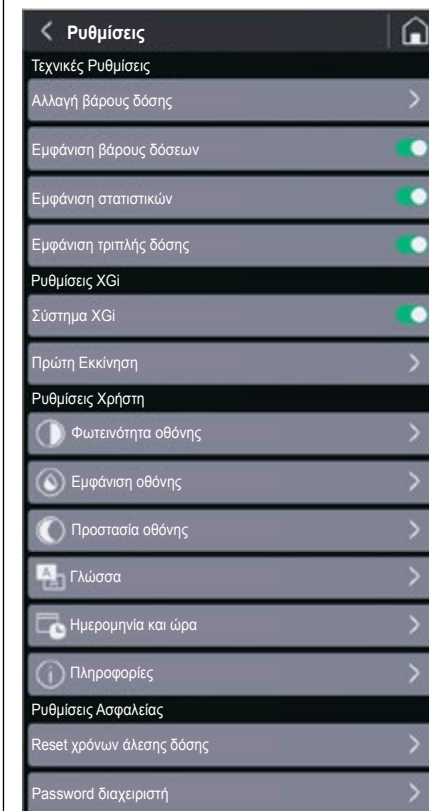 Ρυθμίσεις
Τεχνικές Ρυθμίσεις
Αλλαγή βάρους δόσης
Εμφάνιση βάρους δόσεων
Εμφάνιση στατιστικών
Εμφάνιση τριπλής δόσης
Ρυθμίσεις XGi
Σύστημα XGi
Πρώτη Εκκίνηση
Ρυθμίσεις Χρήστη
Φωτεινότητα οθόνης
Εμφάνιση οθόνης
Προστασία οθόνης
Γλώσσα
Ημερομηνία και ώρα
Πληροφορίες
Ρυθμίσεις Ασφαλείας
Reset χρόνων άλεσης δόσης
Password διαχειριστή